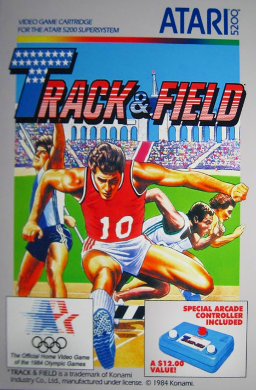 VIDEO GAME CARTRIDGE
FOR THE ATARI 5200 SUPERSYSTEM
ATARI 5200
TRACK & FIELD
10
The Official Home Video Game
of the 1984 Olympic Games
SPECIAL ARCADE
CONTROLLER
INCLUDED
A $12.00
VALUE!
TRACK & FIELD is a trademark of Konami
Industry Co., Ltd., manufactured under license. © 1984 Konami.